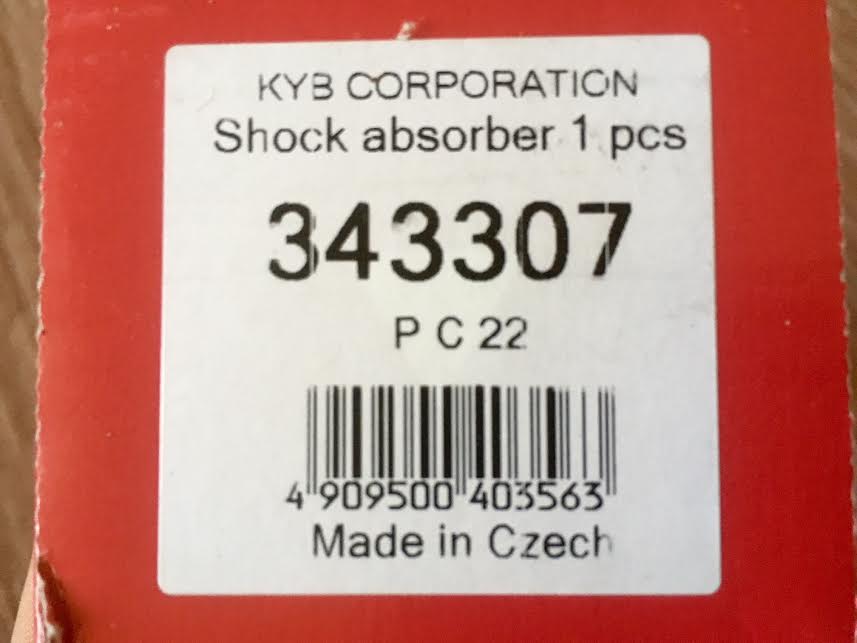 KYB CORPORATION
Shock absorber 1 pcs
343307
P C 22
4 909500 403563
Made in Czech